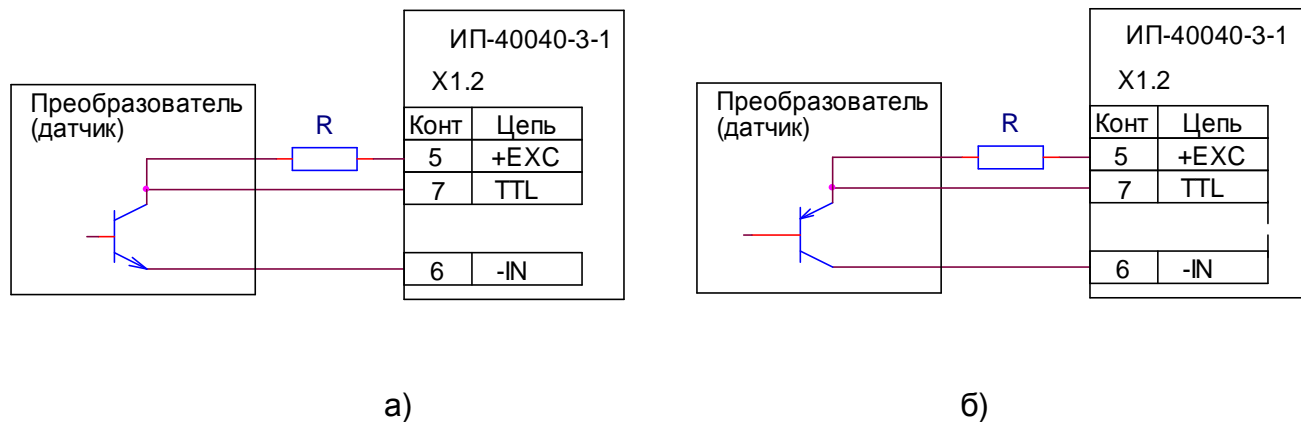 ИП-40040-3-1
X1.2
Преобразователь
(датчик)
R
Конт Цепь
5 +EXC
7 TTL
6 -IN
а)
ИП-40040-3-1
X1.2
Преобразователь
(датчик)
R
Конт Цепь
5 +EXC
7 TTL
6 -IN
б)